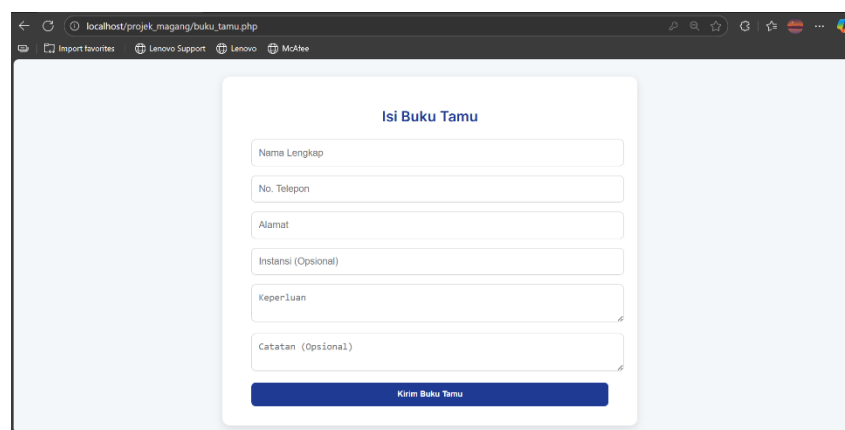 localhost/projek_magang/buku_tamu.php
Import favorites Lenovo Support Lenovo McAfee
Isi Buku Tamu
Nama Lengkap
No. Telepon
Alamat
Instansi (Opsional)
Keperluan
Catatan (Opsional)
Kirim Buku Tamu